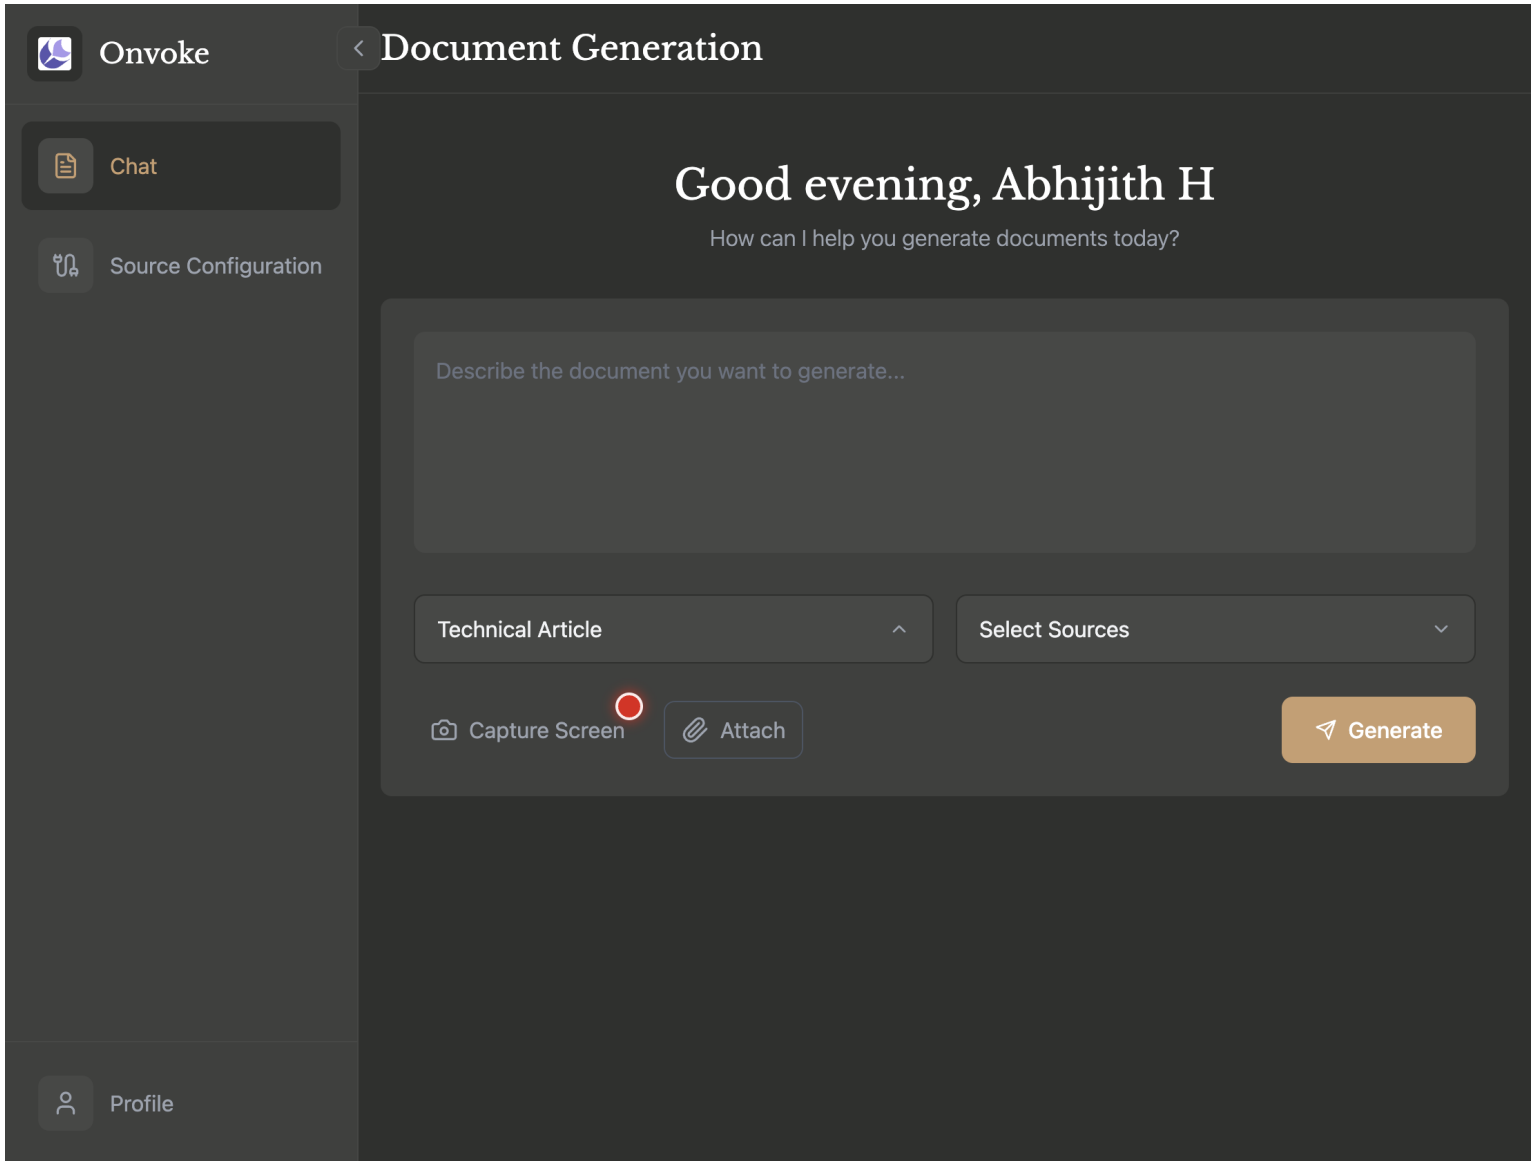 Onvoke
Document Generation
Chat
Source Configuration
Good evening, Abhijith H
How can I help you generate documents today?
Describe the document you want to generate...
Technical Article
Select Sources
Capture Screen
Attach
Generate
Profile